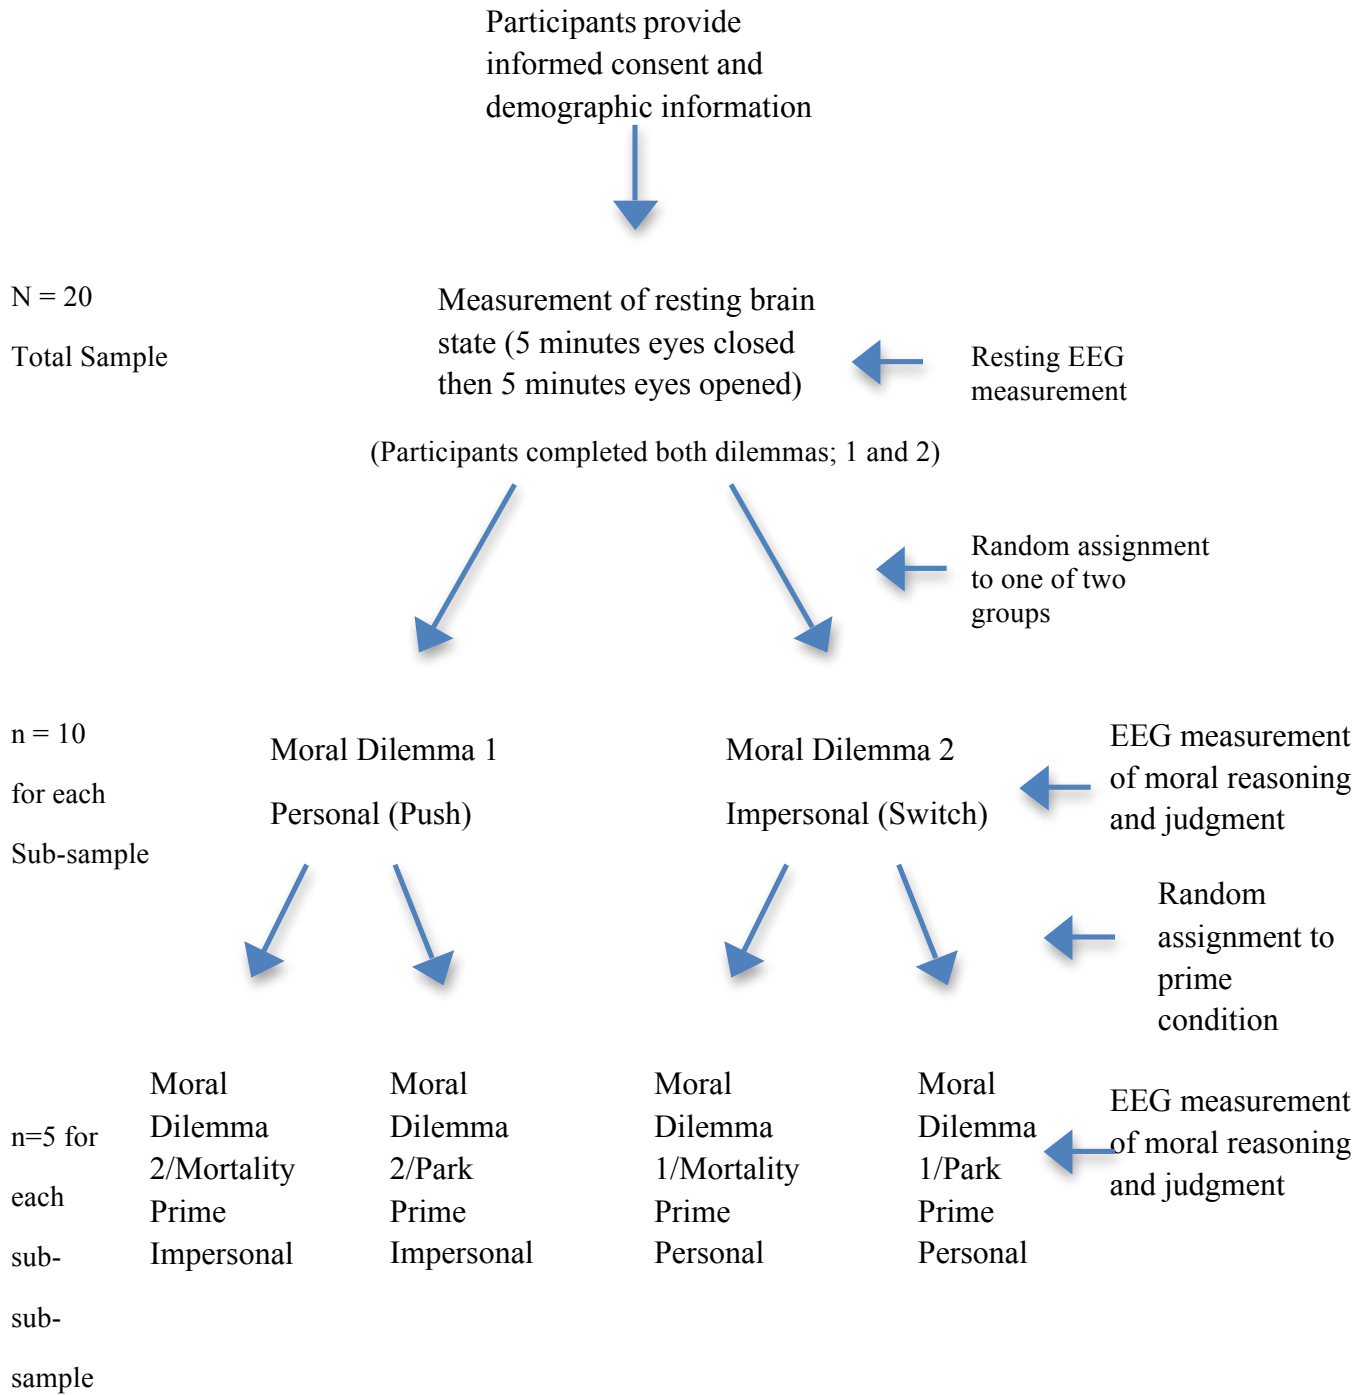 Participants provide
informed consent and
demographic information
N = 20
Total Sample
Measurement of resting brain
state (5 minutes eyes closed
then 5 minutes eyes opened)
Resting EEG
measurement
(Participants completed both dilemmas; 1 and 2)
Random assignment
to one of two
groups
n = 10
for each
Sub-sample
Moral Dilemma 1
Personal (Push)
Moral Dilemma 2
Impersonal (Switch)
EEG measurement
of moral reasoning
and judgment
Random
assignment to
prime
condition
n=5 for
each
sub-
sub-
sample
Moral
Dilemma
2/Mortality
Prime
Impersonal
Moral
Dilemma
2/Park
Prime
Impersonal
Moral
Dilemma
1/Mortality
Prime
Personal
Moral
Dilemma
1/Park
Prime
Personal
EEG measurement
of moral reasoning
and judgment